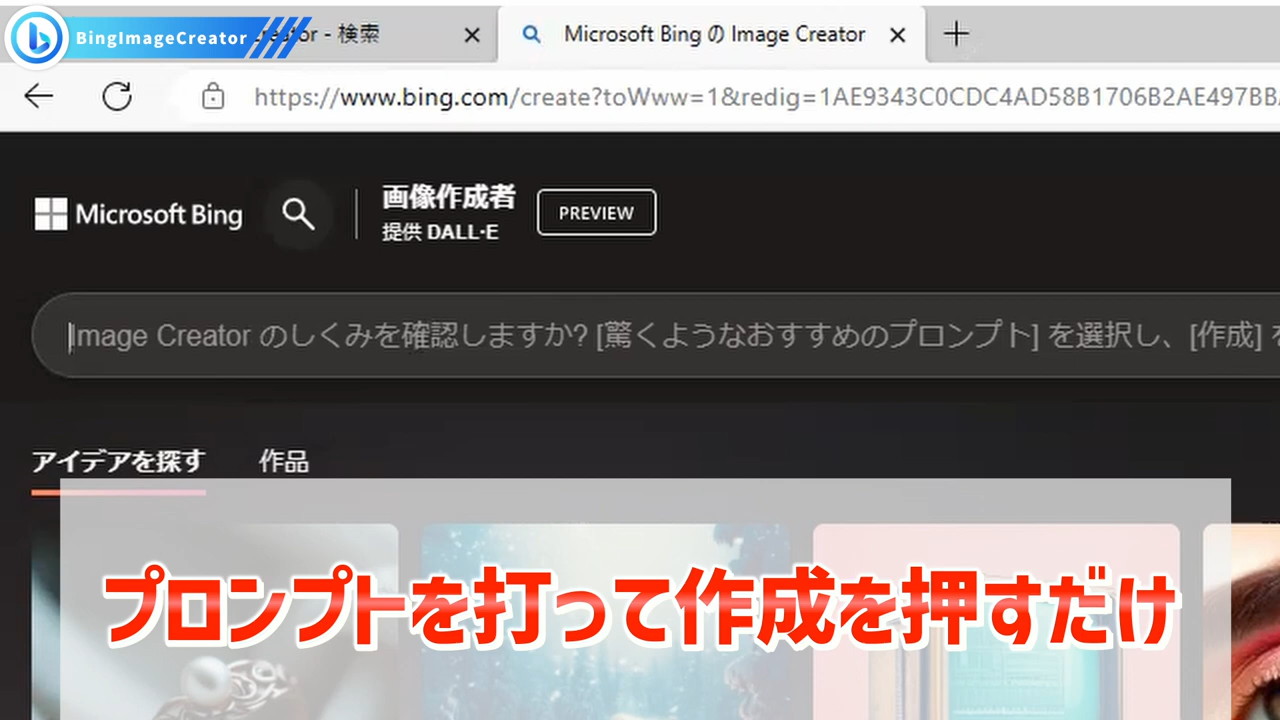 BingImageCreator
- 検索
Microsoft Bing の Image Creator
https://www.bing.com/create?toWww=1&redig=1AE9343C0CDC4AD58B1706B2AE497BB
Microsoft Bing
画像作成者
提供 DALL·E
PREVIEW
Image Creator のしくみを確認しますか? [驚くようなおすすめのプロンプト] を選択し、[作成]
アイデアを探す
作品
プロンプトを打って作成を押すだけ